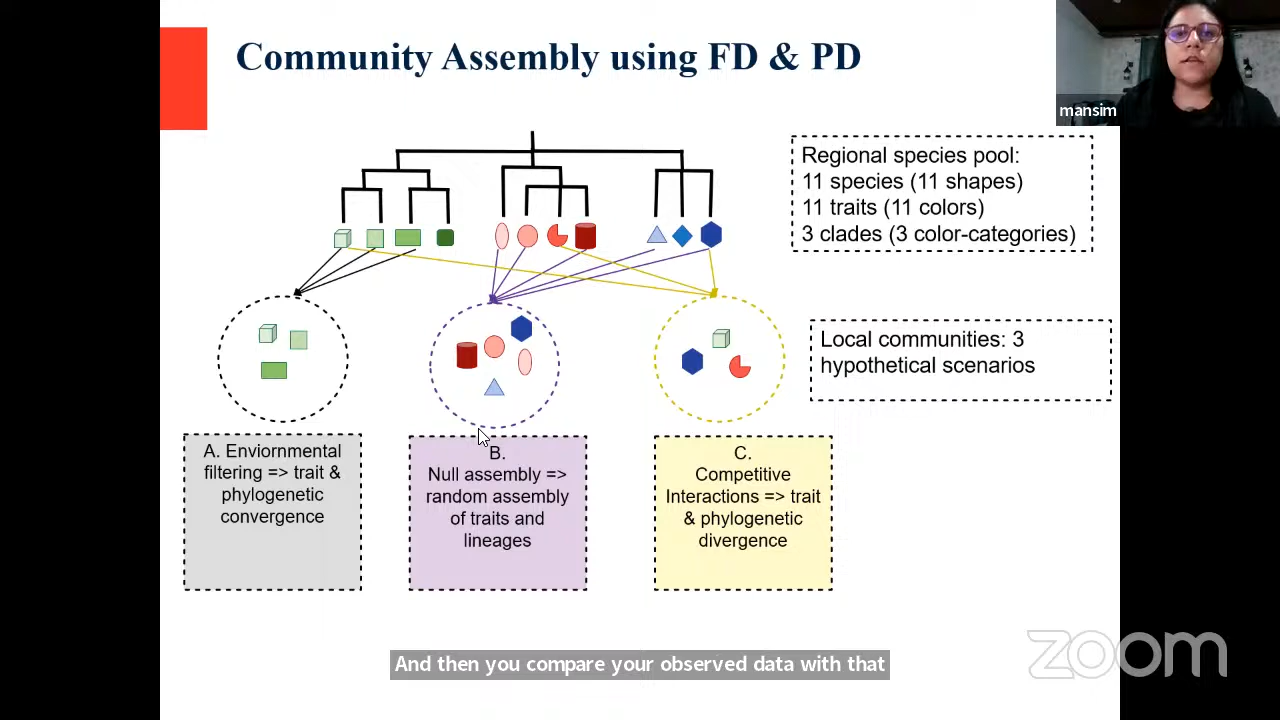 Community Assembly using FD & PD
mansim
Regional species pool:
11 species (11 shapes)
11 traits (11 colors)
3 clades (3 color-categories)
Local communities: 3
hypothetical scenarios
A. Enviornmental
filtering => trait &
phylogenetic
convergence
B.
Null assembly =>
random assembly
of traits and
lineages
C.
Competitive
Interactions => trait
& phylogenetic
divergence
And then you compare your observed data with that
zoom